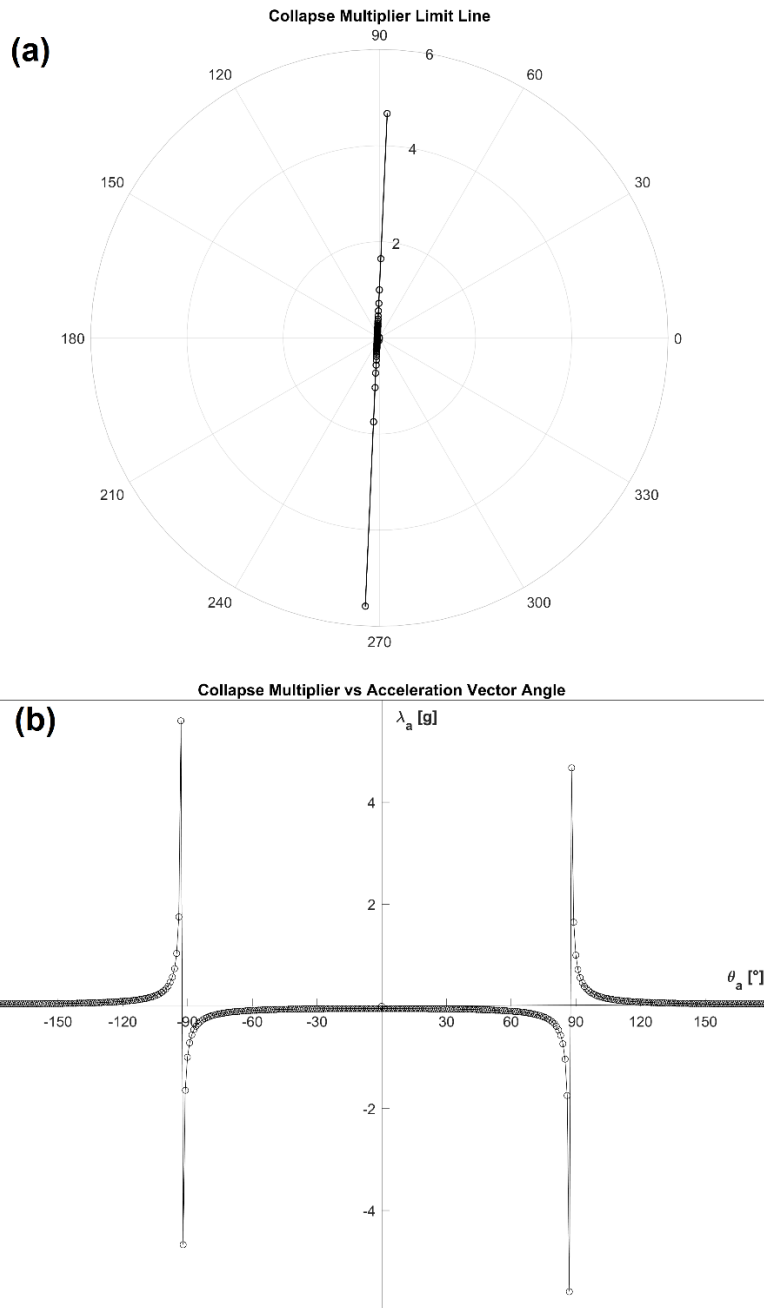 Collapse Multiplier Limit Line
(a)
90
6
120
60
4
150
30
2
180
0
210
330
240
300
270
Collapse Multiplier vs Acceleration Vector Angle
(b)
λa [g]
4
2
θa [°]
-150 -120 -90 -60 -30 30 60 90 120 150
-2
-4